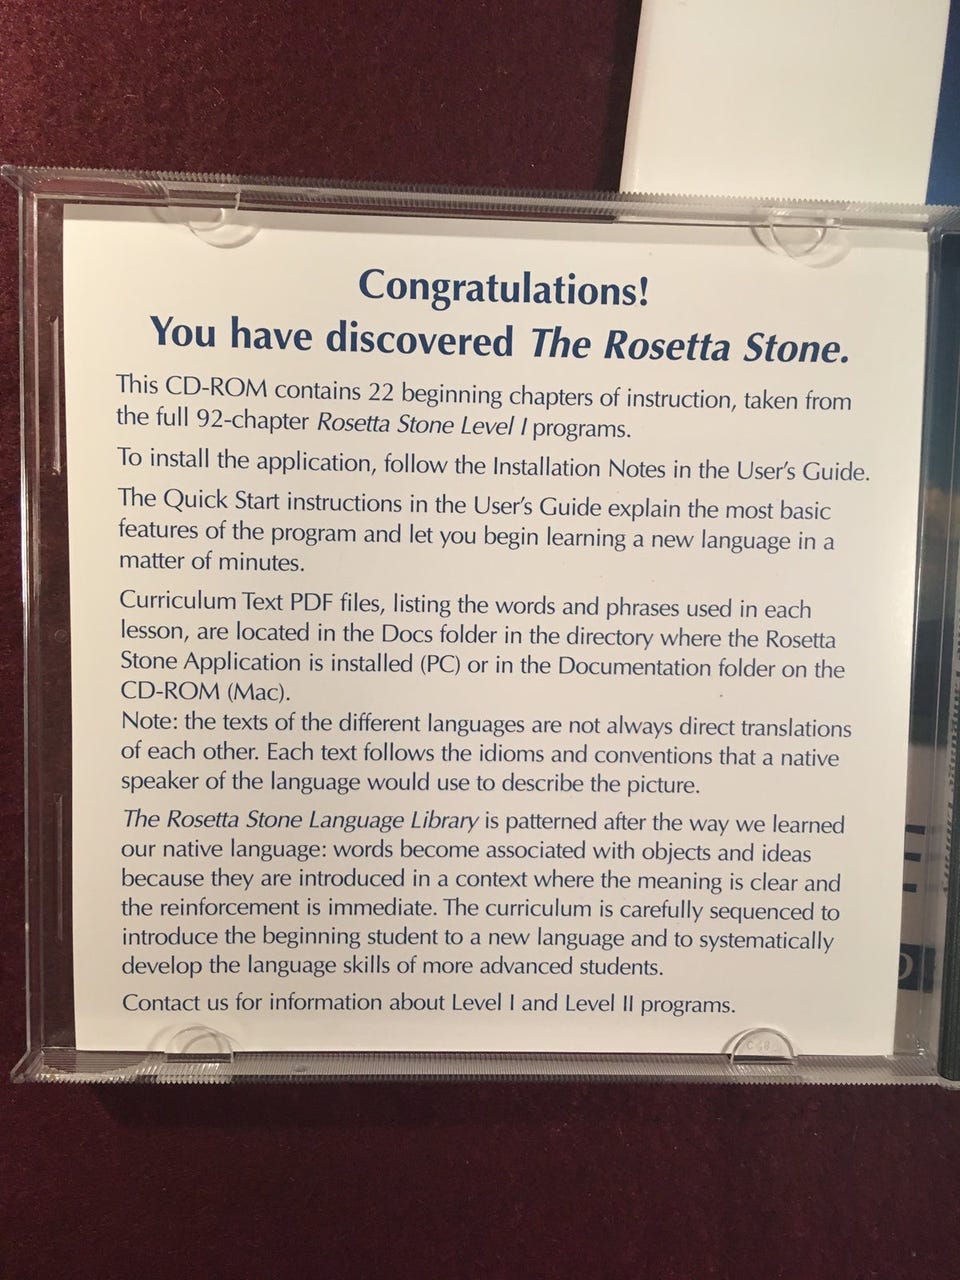 Congratulations!
You have discovered The Rosetta Stone.
This CD-ROM contains 22 beginning chapters of instruction, taken from
the full 92-chapter Rosetta Stone Level I programs.
To install the application, follow the Installation Notes in the User's Guide.
The Quick Start instructions in the User's Guide explain the most basic
features of the program and let you begin learning a new language in a
matter of minutes.
Curriculum Text PDF files, listing the words and phrases used in each
lesson, are located in the Docs folder in the directory where the Rosetta
Stone Application is installed (PC) or in the Documentation folder on the
CD-ROM (Mac).
Note: the texts of the different languages are not always direct translations
of each other. Each text follows the idioms and conventions that a native
speaker of the language would use to describe the picture.
The Rosetta Stone Language Library is patterned after the way we learned
our native language: words become associated with objects and ideas
because they are introduced in a context where the meaning is clear and
the reinforcement is immediate. The curriculum is carefully sequenced to
introduce the beginning student to a new language and to systematically
develop the language skills of more advanced students.
Contact us for information about Level I and Level II programs.